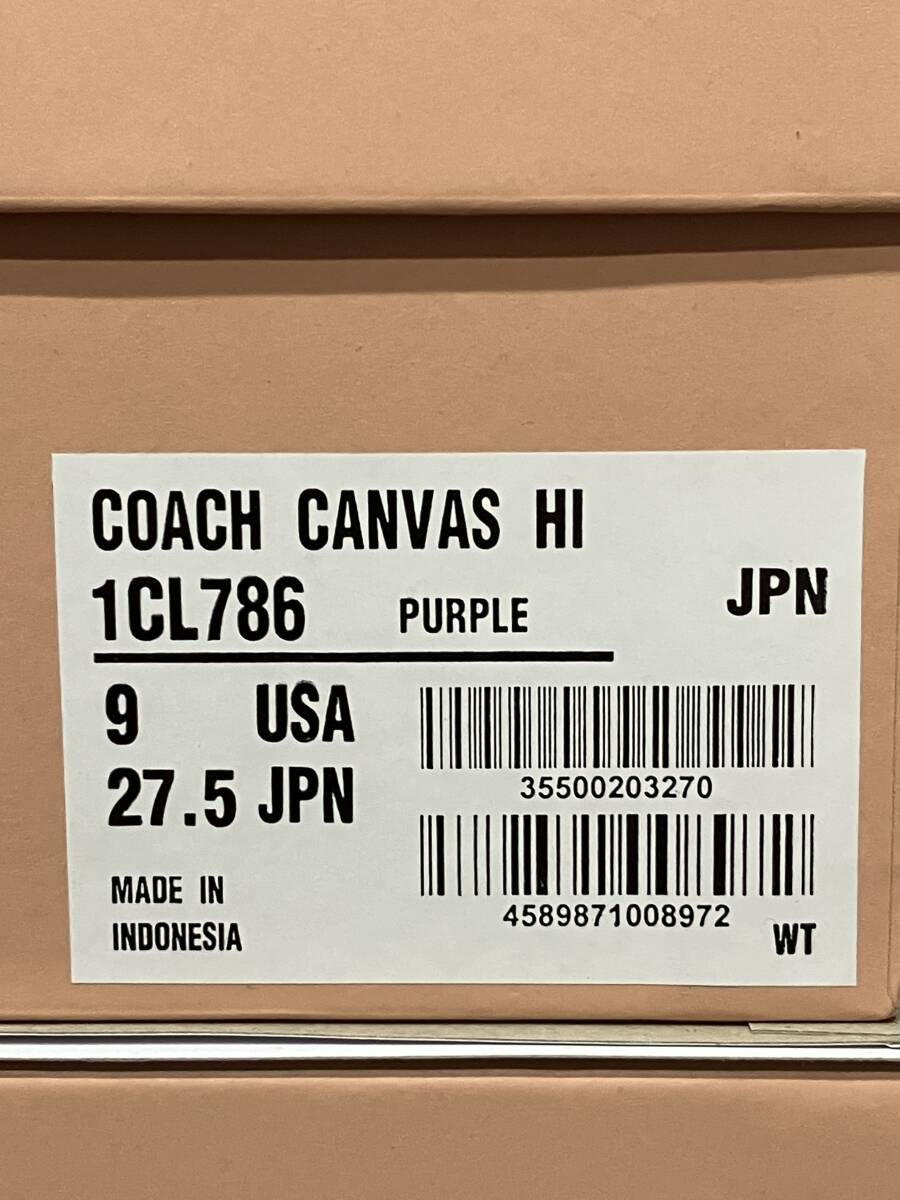 COACH CANVAS HI
1CL786 PURPLE
JPN
9 USA
27.5 JPN
35500203270
4589871008972
MADE IN
INDONESIA
WT